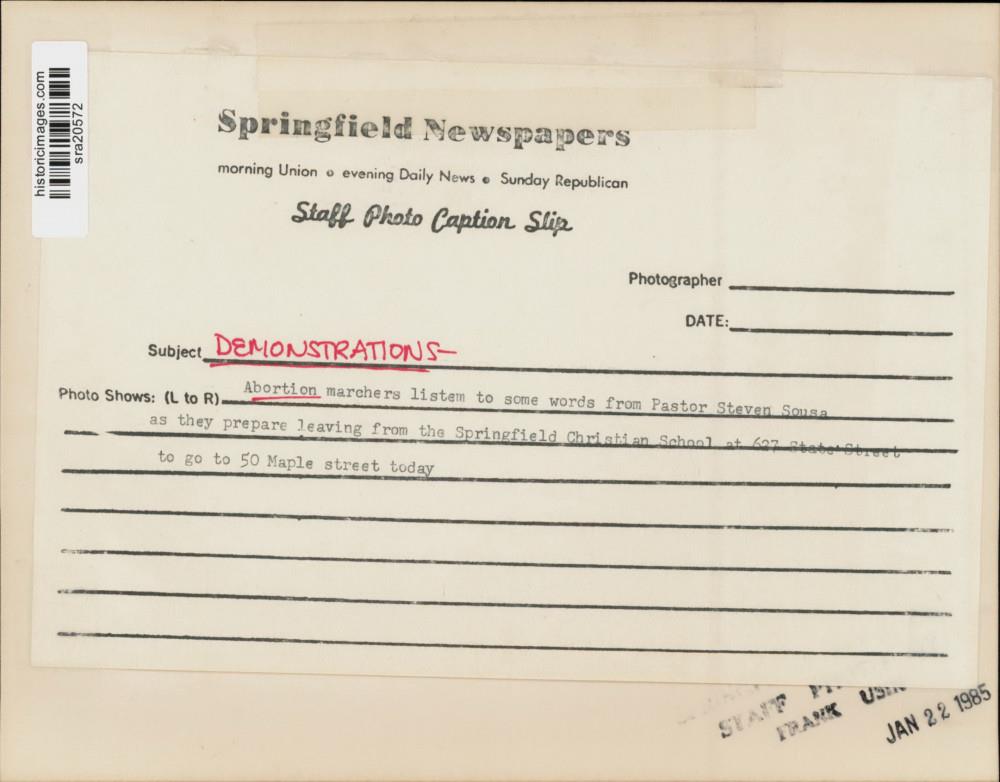 historicimages.com
sra20572
Springfield Newspapers
morning Union • evening Daily News • Sunday Republican
Staff Photo Caption Slip
Photographer
DATE:
Subject DEMONSTRATIONS
Photo Shows: (L to R) Abortion marchers listem to some words from Pastor Steven Sousa
as they prepare leaving from the Springfield Christian School at 627 State Street
to go to 50 Maple street today
STAFF
FRANK
JAN 22 1985